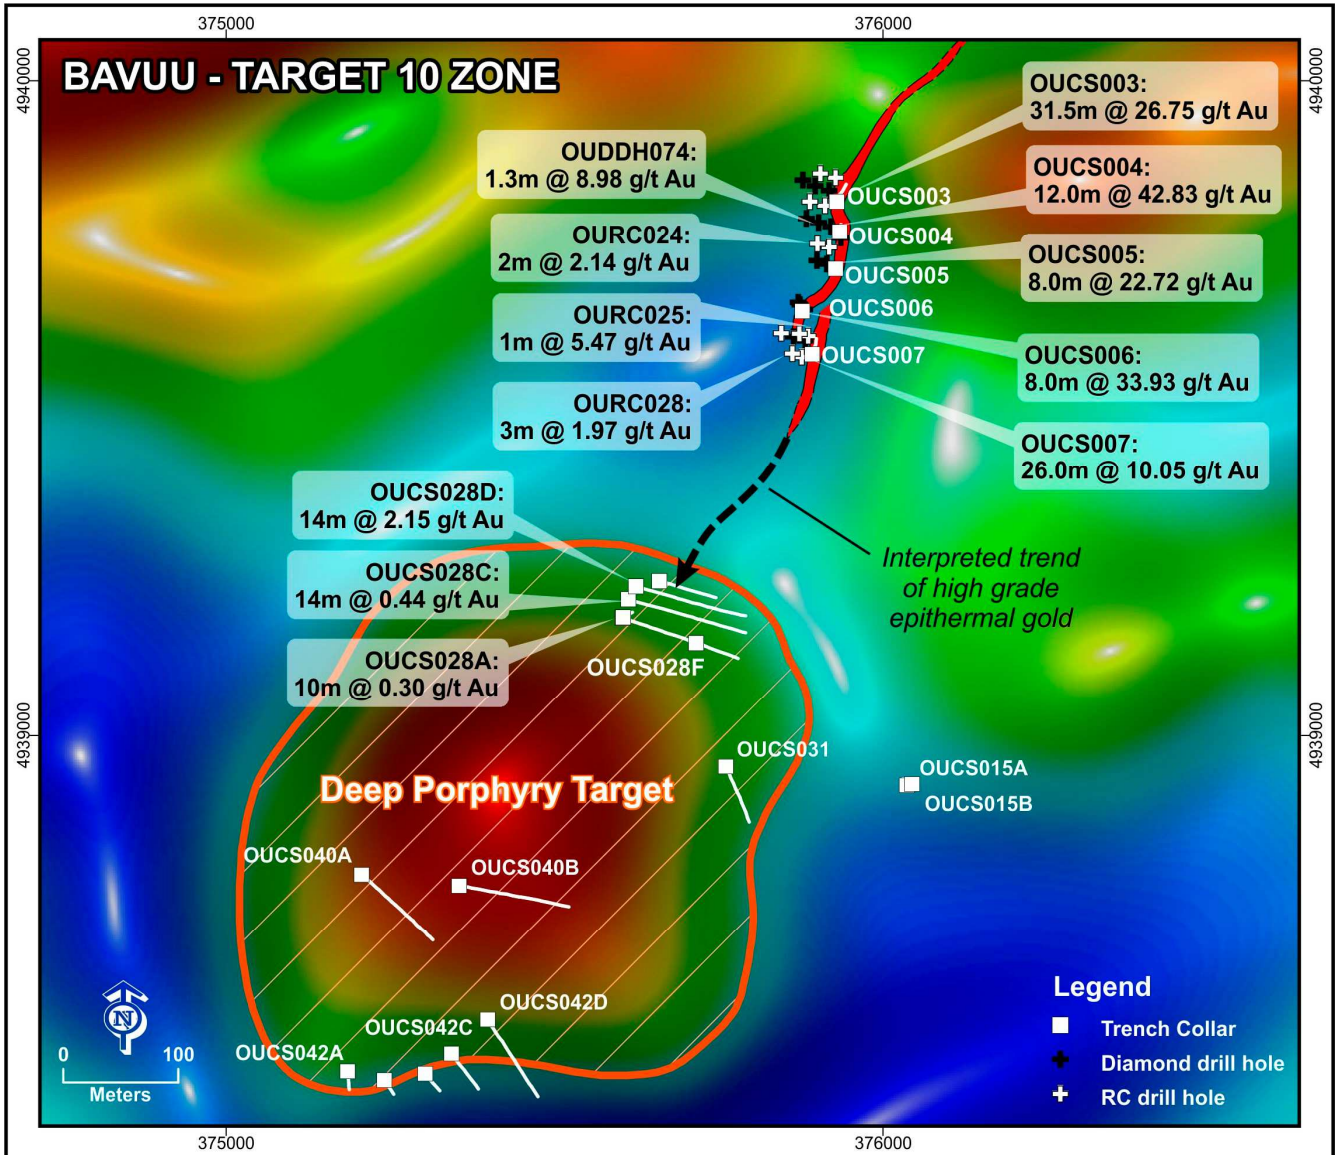 375000
376000
4940000
4940000
BAVUU - TARGET 10 ZONE
OUCS003:
31.5m @ 26.75 g/t Au
OUDDH074:
1.3m @ 8.98 g/t Au
OUCS004:
12.0m @ 42.83 g/t Au
OUCS003
OURC024:
2m @ 2.14 g/t Au
OUCS004
OUCS005:
8.0m @ 22.72 g/t Au
OUCS005
OURC025:
1m @ 5.47 g/t Au
OUCS006
OUCS006:
8.0m @ 33.93 g/t Au
OUCS007
OURC028:
3m @ 1.97 g/t Au
OUCS007:
26.0m @ 10.05 g/t Au
OUCS028D:
14m @ 2.15 g/t Au
OUCS028C:
14m @ 0.44 g/t Au
Interpreted trend
of high grade
epithermal gold
OUCS028A:
10m @ 0.30 g/t Au
OUCS028F
4939000
4939000
OUCS031
OUCS015A
OUCS015B
Deep Porphyry Target
OUCS040A
OUCS040B
OUCS042D
OUCS042C
OUCS042A
N
0 100
Meters
Legend
Trench Collar
Diamond drill hole
RC drill hole
375000
376000